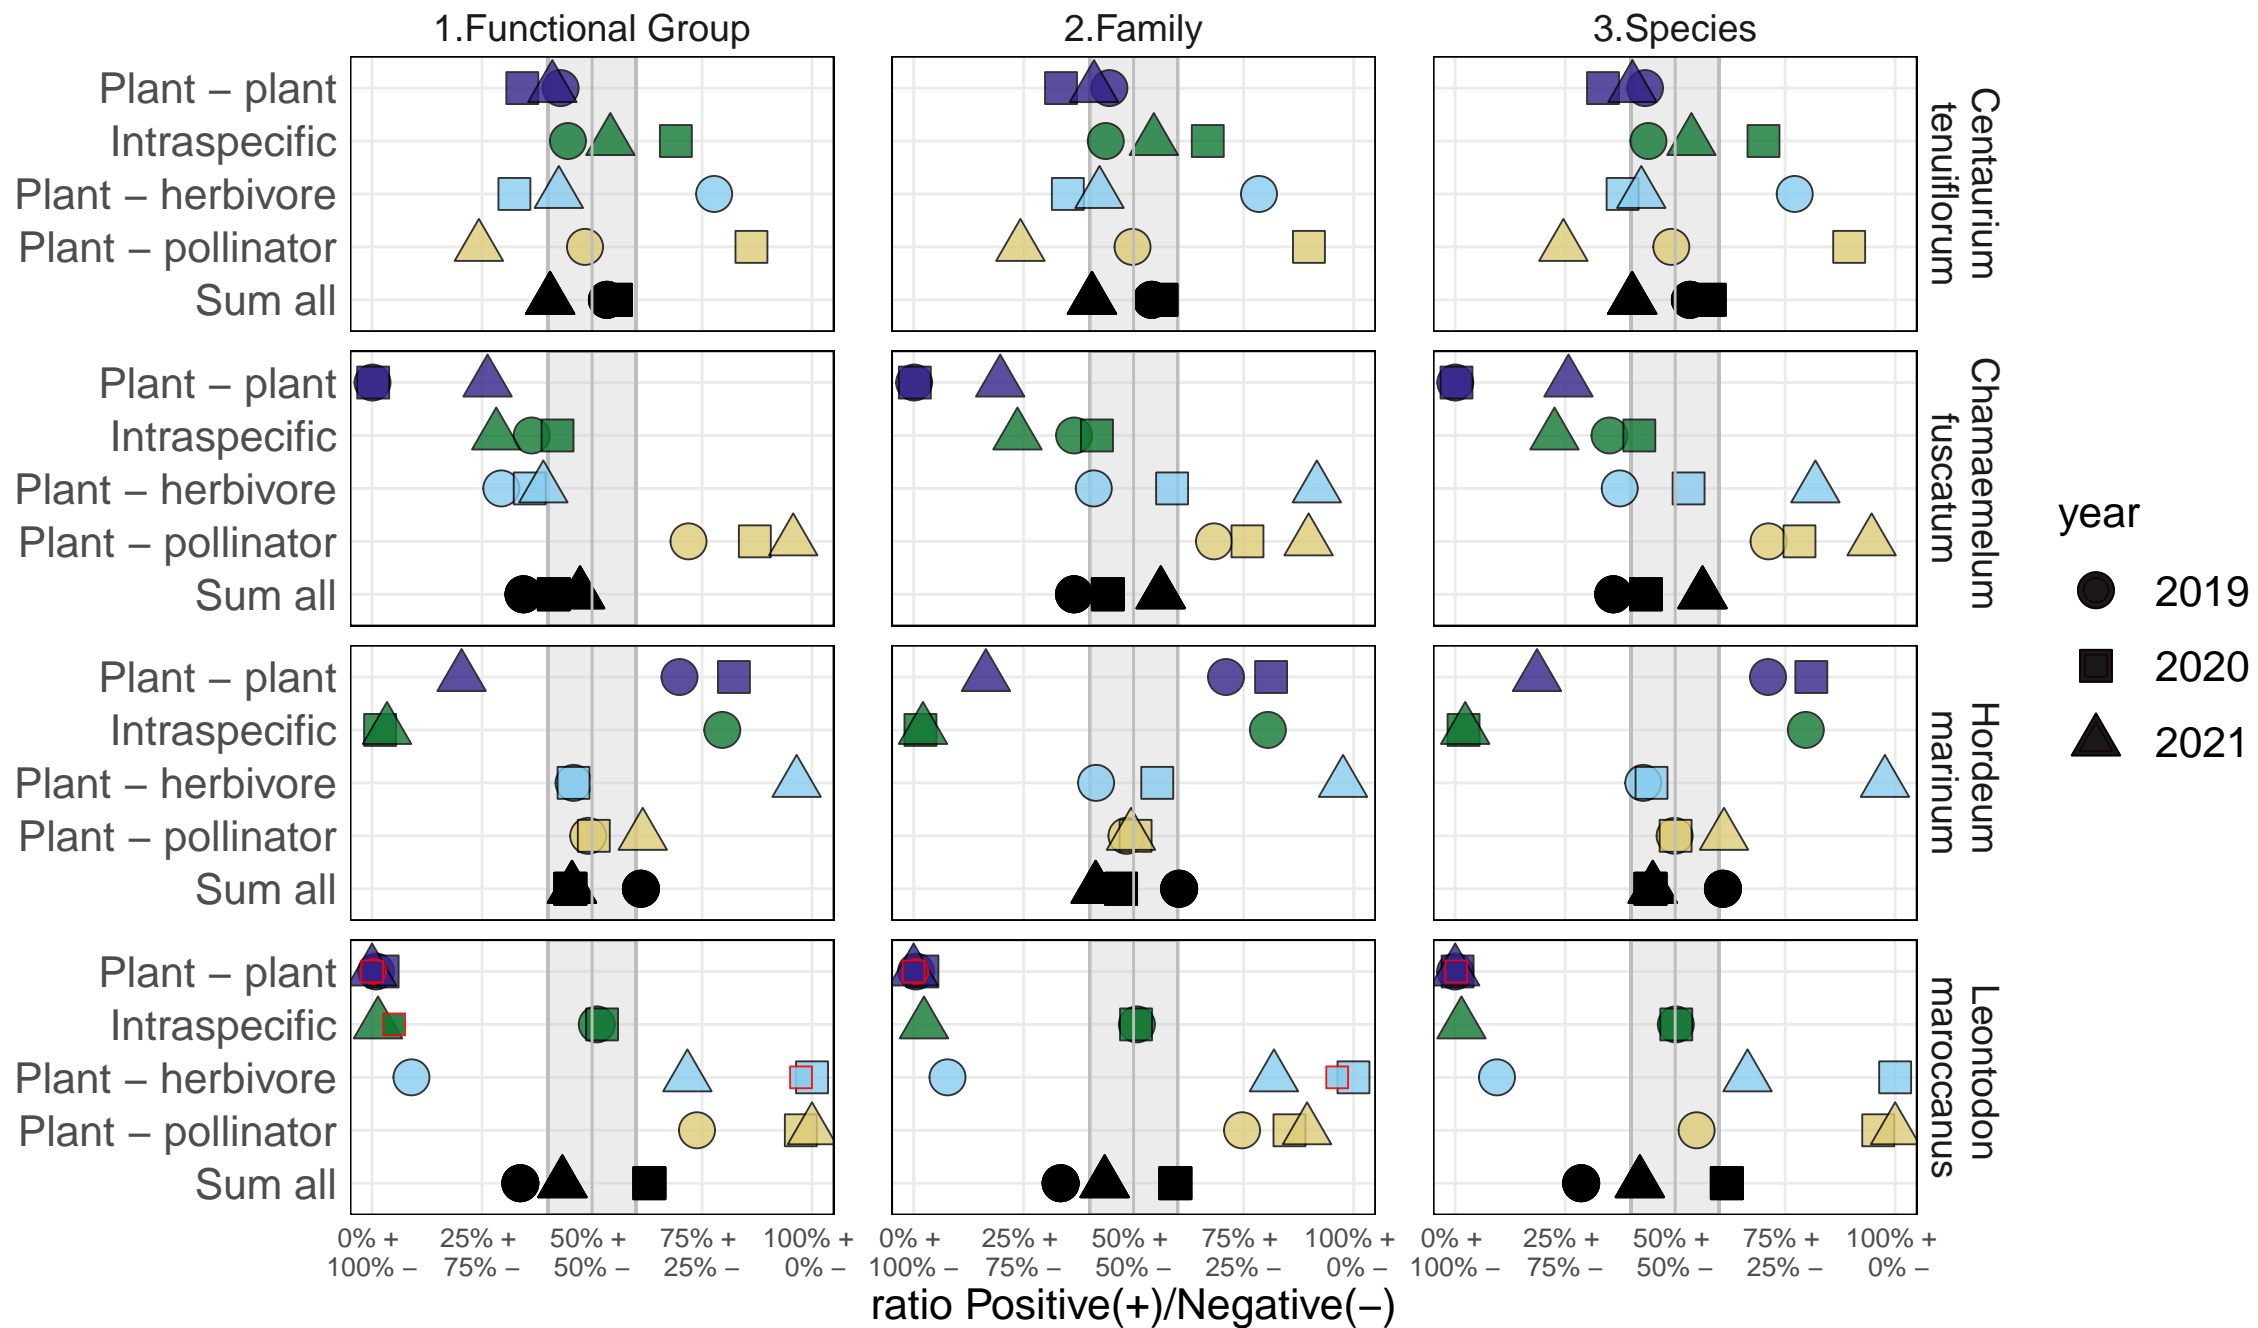 1.Functional Group
2.Family
3.Species
Plant – plant
Intraspecific
Plant – herbivore
Plant – pollinator
Sum all
Centaurium
tenuiflorum
Plant – plant
Intraspecific
Plant – herbivore
Plant – pollinator
Sum all
Chamaemelum
fuscatum
Plant – plant
Intraspecific
Plant – herbivore
Plant – pollinator
Sum all
Hordeum
marinum
Plant – plant
Intraspecific
Plant – herbivore
Plant – pollinator
Sum all
Leontodon
maroccanus
0% + 25% + 50% + 75% + 100% +
100% – 75% – 50% – 25% – 0% –
0% + 25% + 50% + 75% + 100% +
100% – 75% – 50% – 25% – 0% –
0% + 25% + 50% + 75% + 100% +
100% – 75% – 50% – 25% – 0% –
ratio Positive(+)/Negative(–)
year
2019
2020
2021